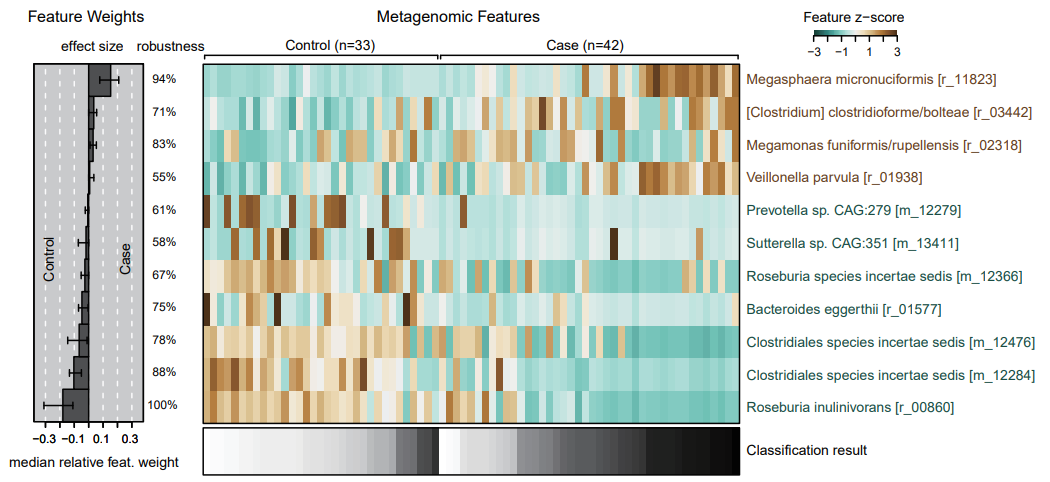 Feature Weights
Metagenomic Features
Feature z−score
effect size
robustness
Control (n=33)
Case (n=42)
−3 −1 1 3
94%
Megasphaera micronuciformis [r_11823]
71%
[Clostridium] clostridioforme/bolteae [r_03442]
83%
Megamonas funiformis/rupellensis [r_02318]
55%
Veillonella parvula [r_01938]
61%
Prevotella sp. CAG:279 [m_12279]
Control
Case
58%
Sutterella sp. CAG:351 [m_13411]
67%
Roseburia species incertae sedis [m_12366]
75%
Bacteroides eggerthii [r_01577]
78%
Clostridiales species incertae sedis [m_12476]
88%
Clostridiales species incertae sedis [m_12284]
100%
Roseburia inulinivorans [r_00860]
−0.3 −0.1 0.1 0.3
median relative feat. weight
Classification result